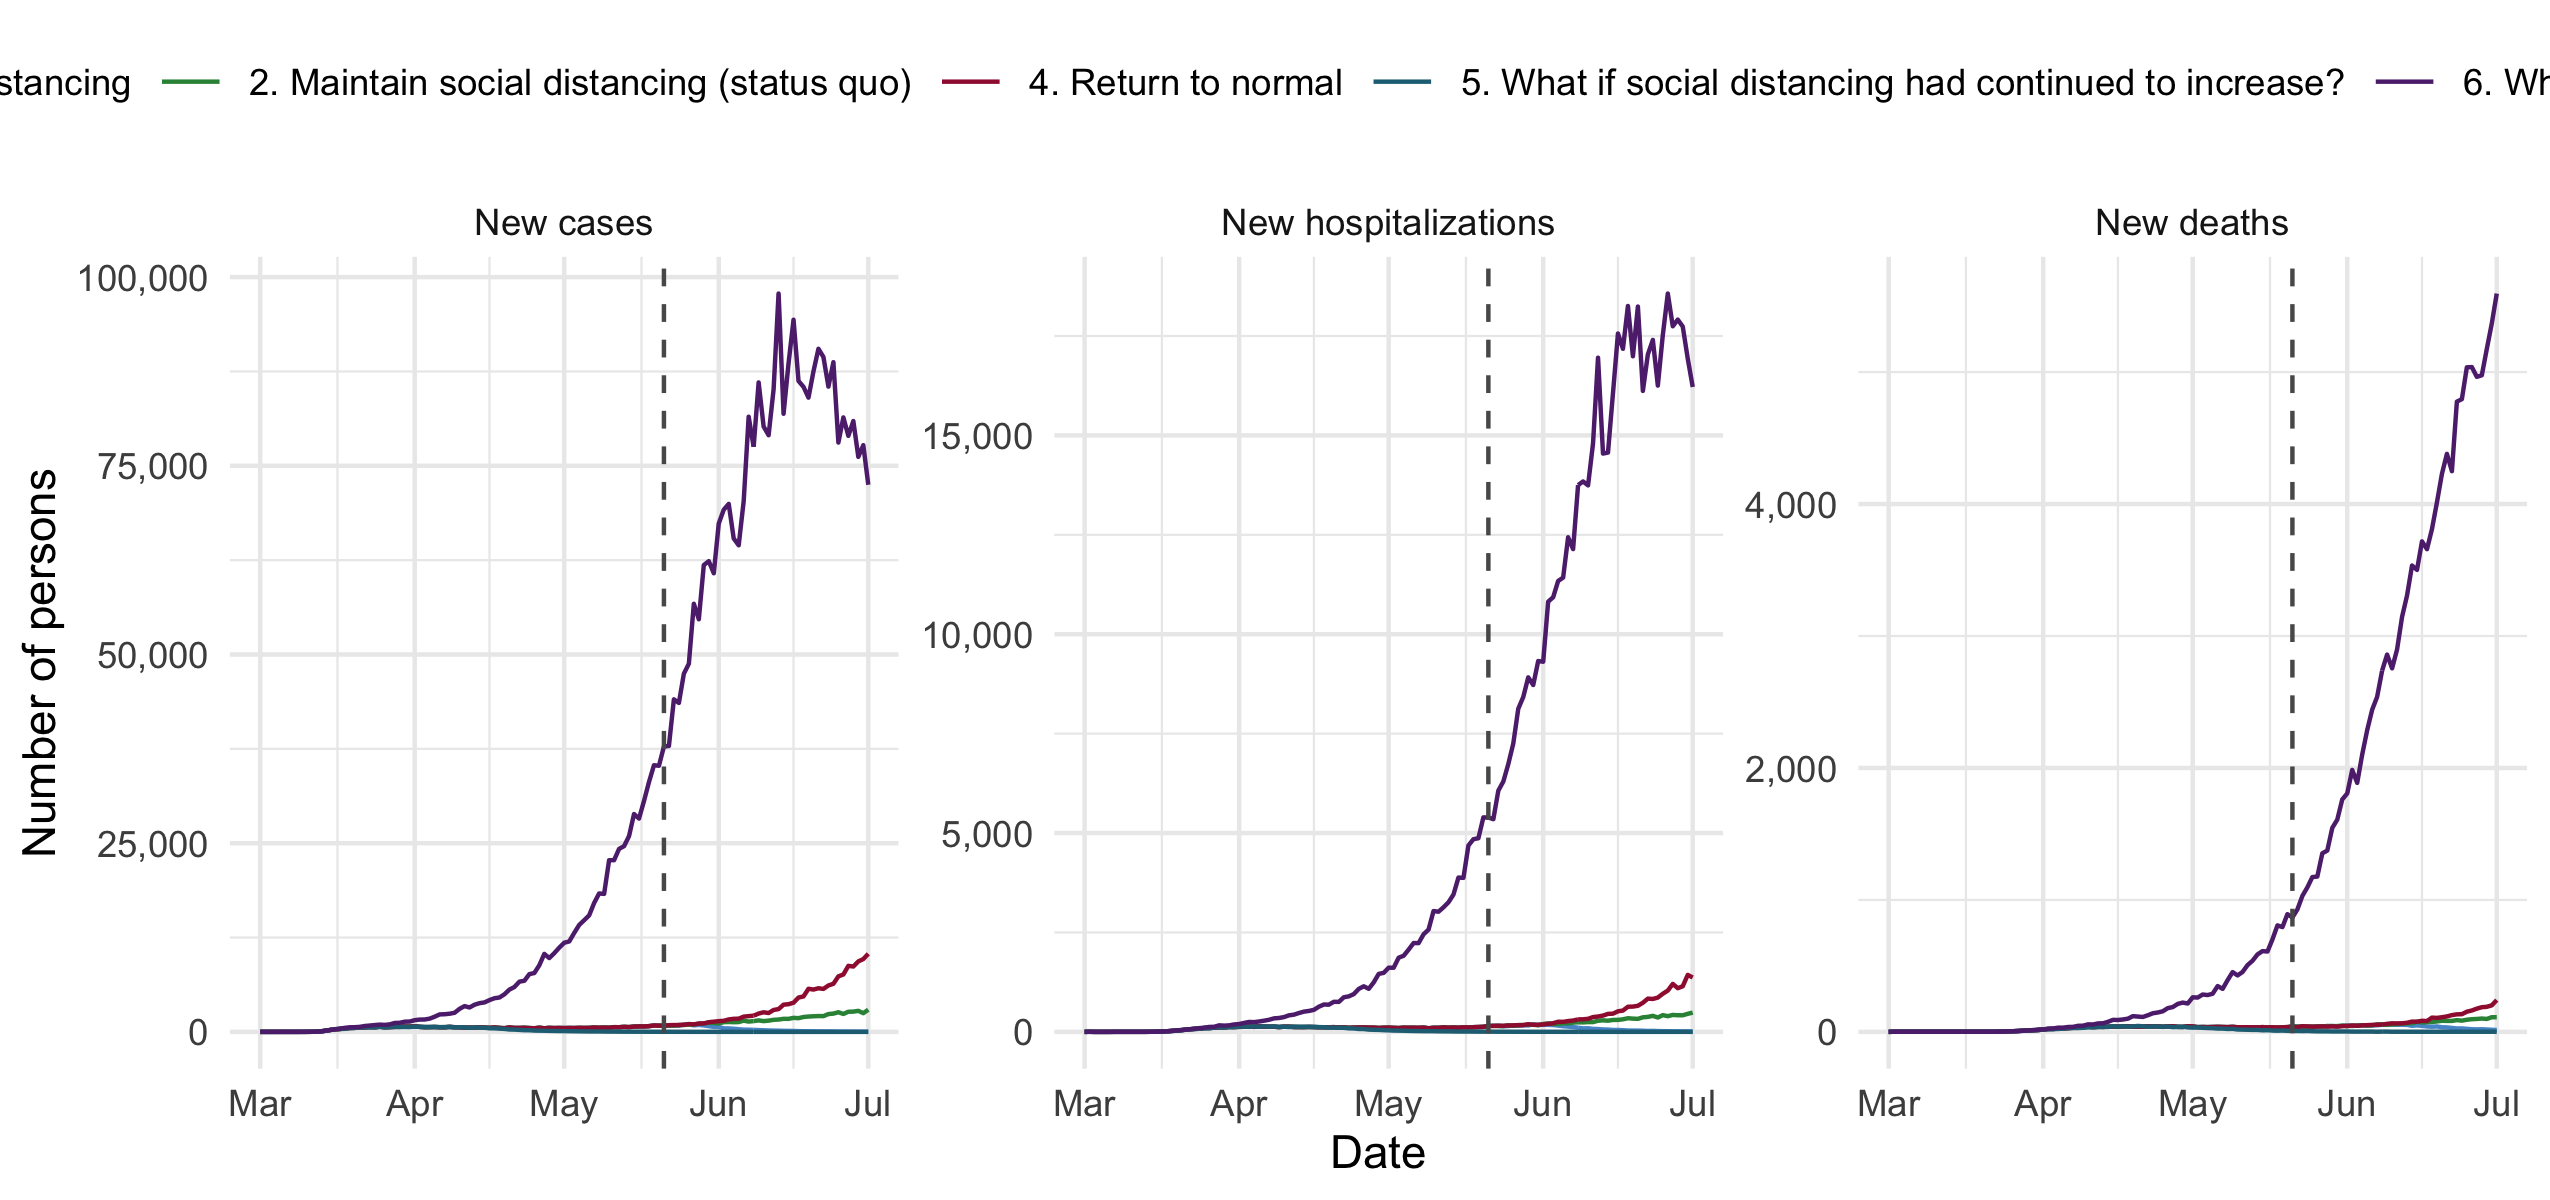 stancing 2. Maintain social distancing (status quo) 4. Return to normal 5. What if social distancing had continued to increase? 6. Wh
New cases New hospitalizations New deaths
Number of persons
100,000
75,000
50,000
25,000
0
15,000
10,000
5,000
0
4,000
2,000
0
Mar Apr May Jun Jul Mar Apr May Jun Jul Mar Apr May Jun Jul
Date